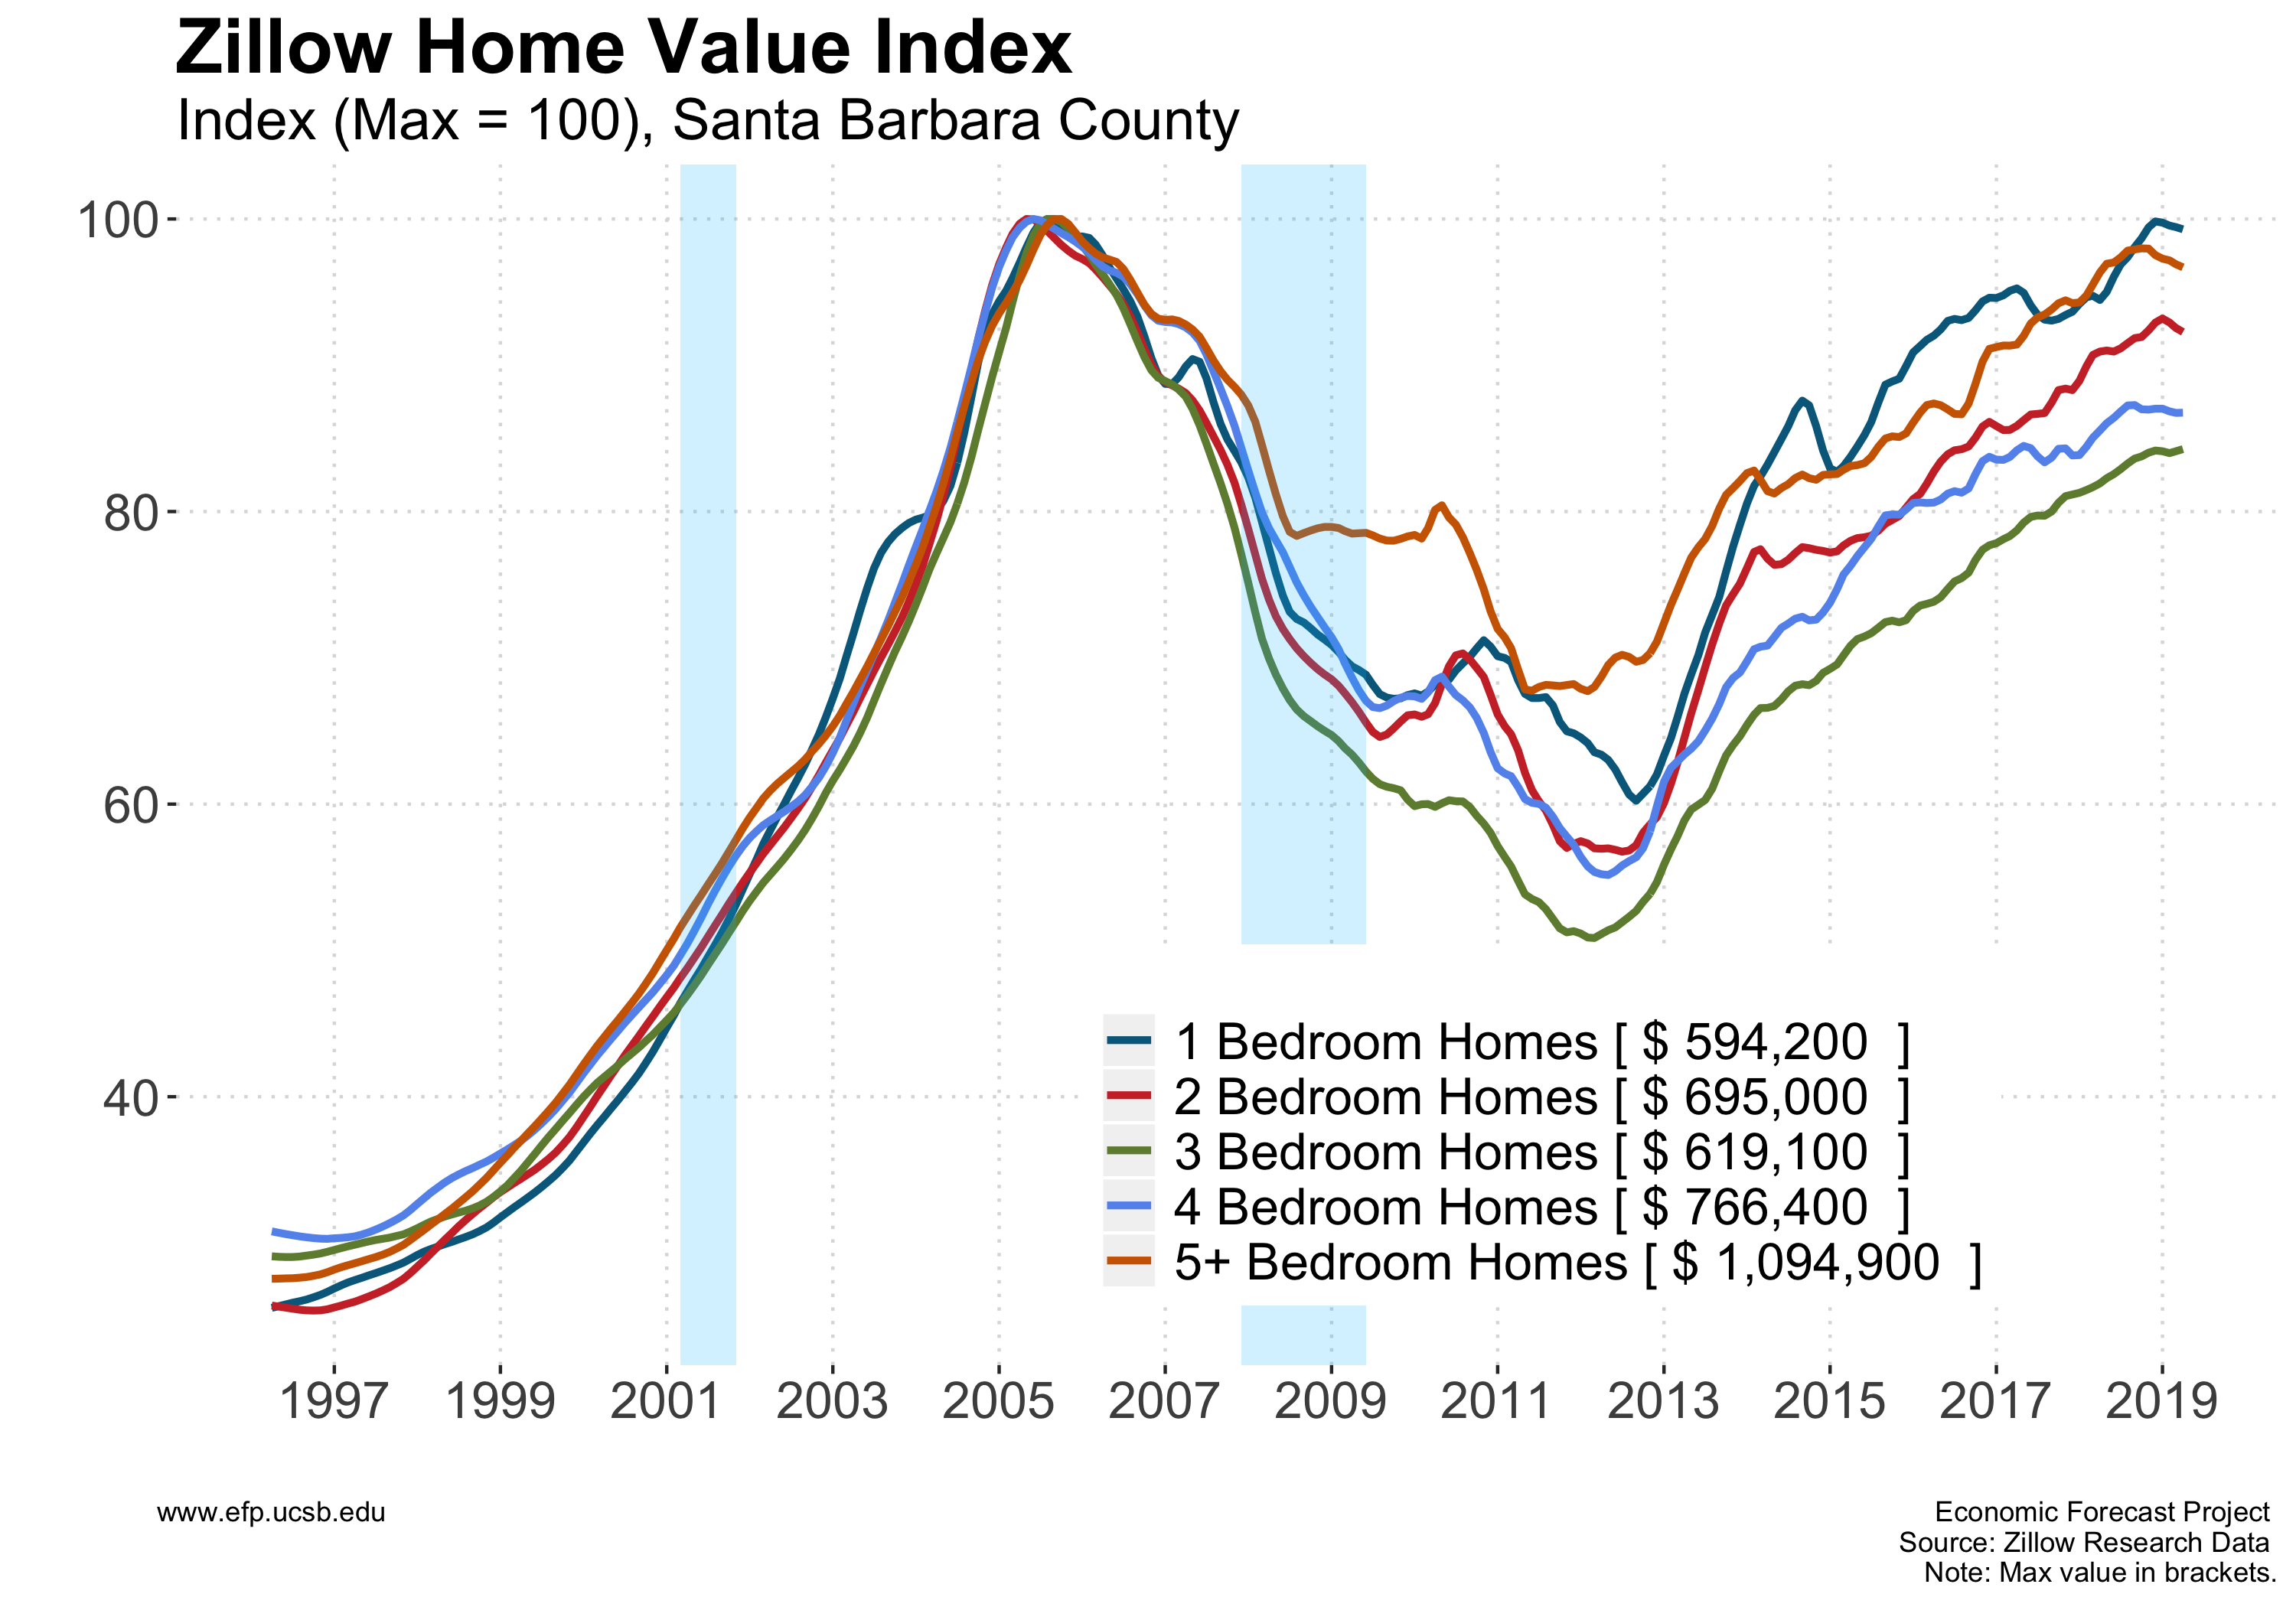 Zillow Home Value Index
Index (Max = 100), Santa Barbara County
100
80
60
40
1 Bedroom Homes [ $ 594,200 ]
2 Bedroom Homes [ $ 695,000 ]
3 Bedroom Homes [ $ 619,100 ]
4 Bedroom Homes [ $ 766,400 ]
5+ Bedroom Homes [ $ 1,094,900 ]
1997 1999 2001 2003 2005 2007 2009 2011 2013 2015 2017 2019
www.efp.ucsb.edu
Economic Forecast Project
Source: Zillow Research Data
Note: Max value in brackets.